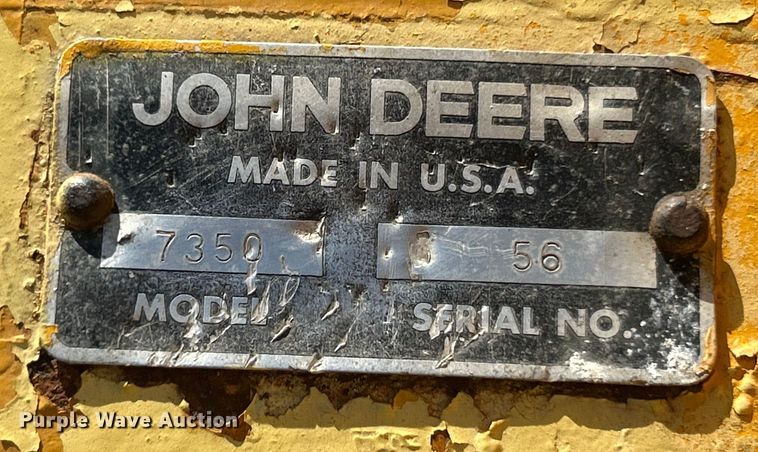 JOHN DEERE
MADE IN U.S.A.
7350 56
MODEL SERIAL NO.
Purple Wave Auction